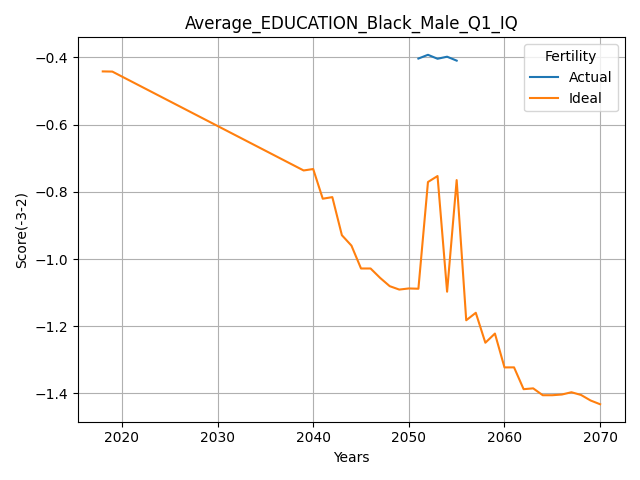 Average_EDUCATION_Black_Male_Q1_IQ
Fertility
Actual
Ideal
Score(-3-2)
−0.4
−0.6
−0.8
−1.0
−1.2
−1.4
2020 2030 2040 2050 2060 2070
Years